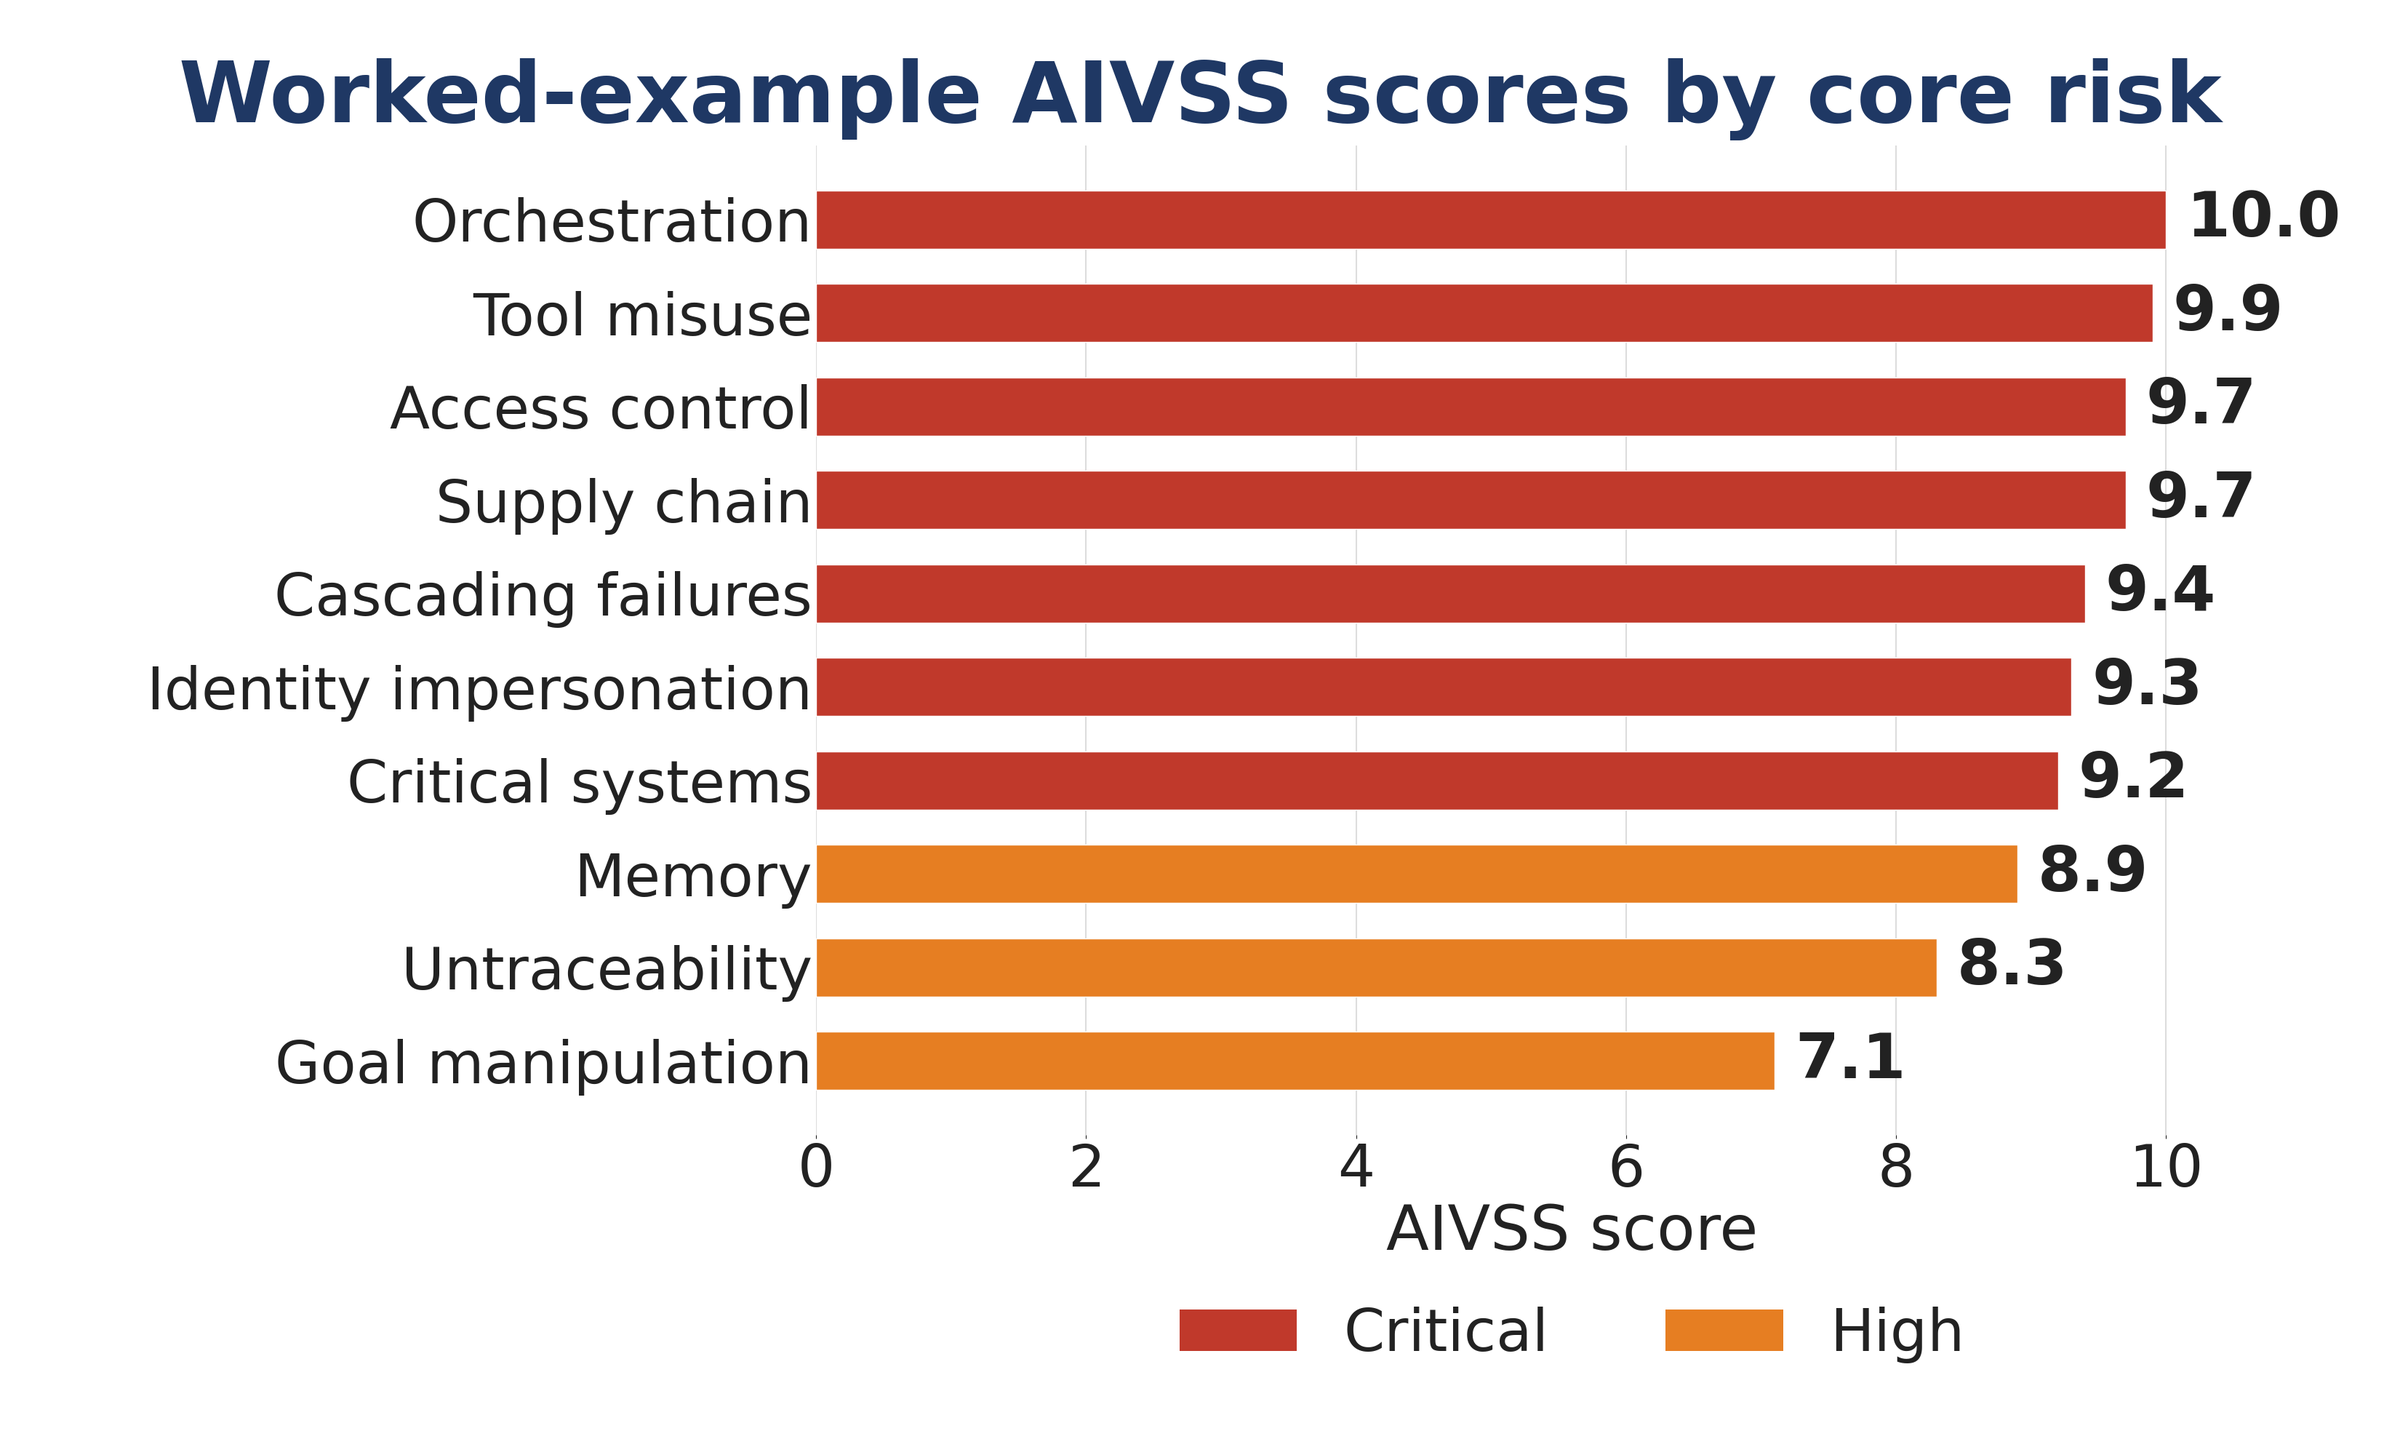 Worked-example AIVSS scores by core risk
Orchestration 10.0
Tool misuse 9.9
Access control 9.7
Supply chain 9.7
Cascading failures 9.4
Identity impersonation 9.3
Critical systems 9.2
Memory 8.9
Untraceability 8.3
Goal manipulation 7.1
0 2 4 6 8 10
AIVSS score
Critical High